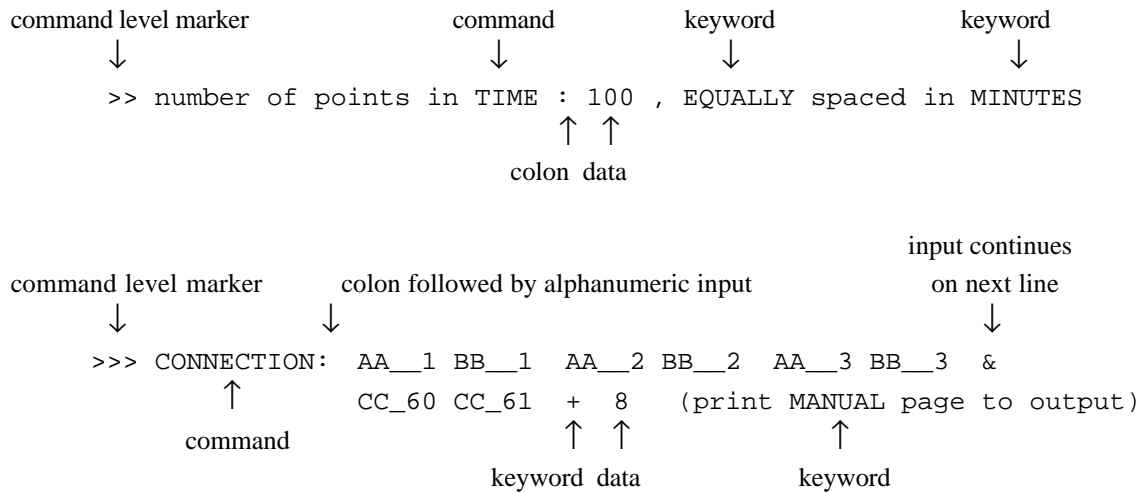 command level marker command keyword keyword
↓ ↓ ↓ ↓
>> number of points in TIME : 100 , EQUALLY spaced in MINUTES
↑ ↑
colon data
input continues
command level marker colon followed by alphanumeric input on next line
↓ ↓ ↓
>>> CONNECTION: AA__1 BB__1 AA__2 BB__2 AA__3 BB__3 &
↑ CC_60 CC_61 + 8 (print MANUAL page to output)
command ↑ ↑ ↑
keyword data keyword